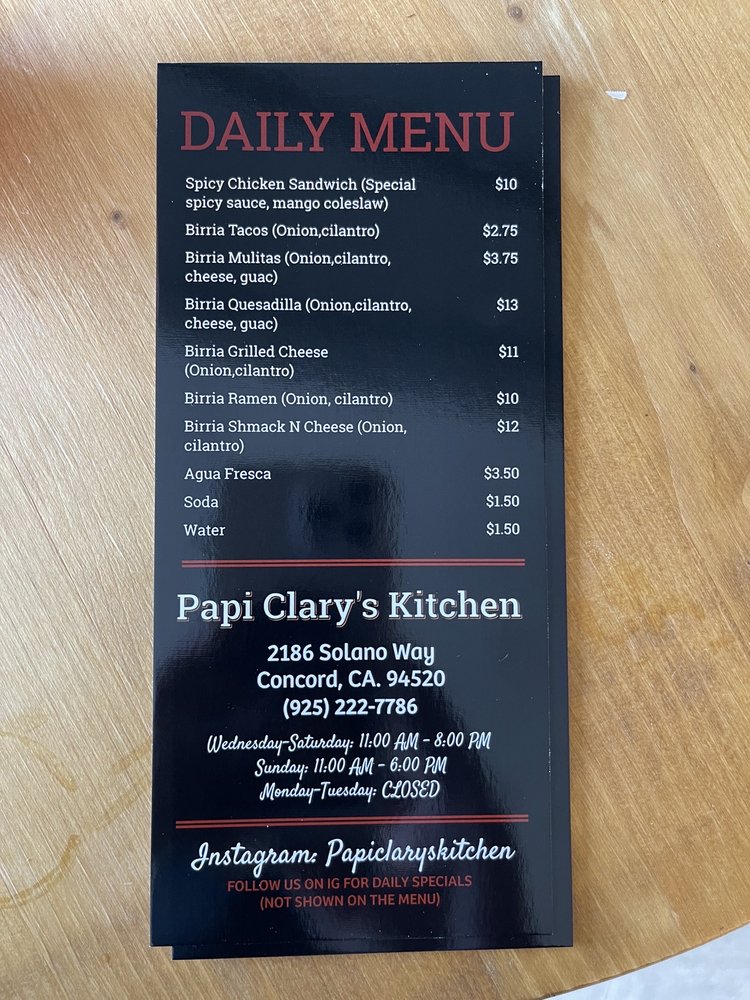 DAILY MENU
Spicy Chicken Sandwich (Special $10
spicy sauce, mango coleslaw)
Birria Tacos (Onion,cilantro) $2.75
Birria Mulitas (Onion,cilantro, $3.75
cheese, guac)
Birria Quesadilla (Onion,cilantro, $13
cheese, guac)
Birria Grilled Cheese $11
(Onion,cilantro)
Birria Ramen (Onion, cilantro) $10
Birria Shmack N Cheese (Onion, $12
cilantro)
Agua Fresca $3.50
Soda $1.50
Water $1.50
Papi Clary's Kitchen
2186 Solano Way
Concord, CA. 94520
(925) 222-7786
Wednesday-Saturday: 11:00 AM - 8:00 PM
Sunday: 11:00 AM - 6:00 PM
Monday-Tuesday: CLOSED
Instagram: Papiclaryskitchen
FOLLOW US ON IG FOR DAILY SPECIALS
(NOT SHOWN ON THE MENU)